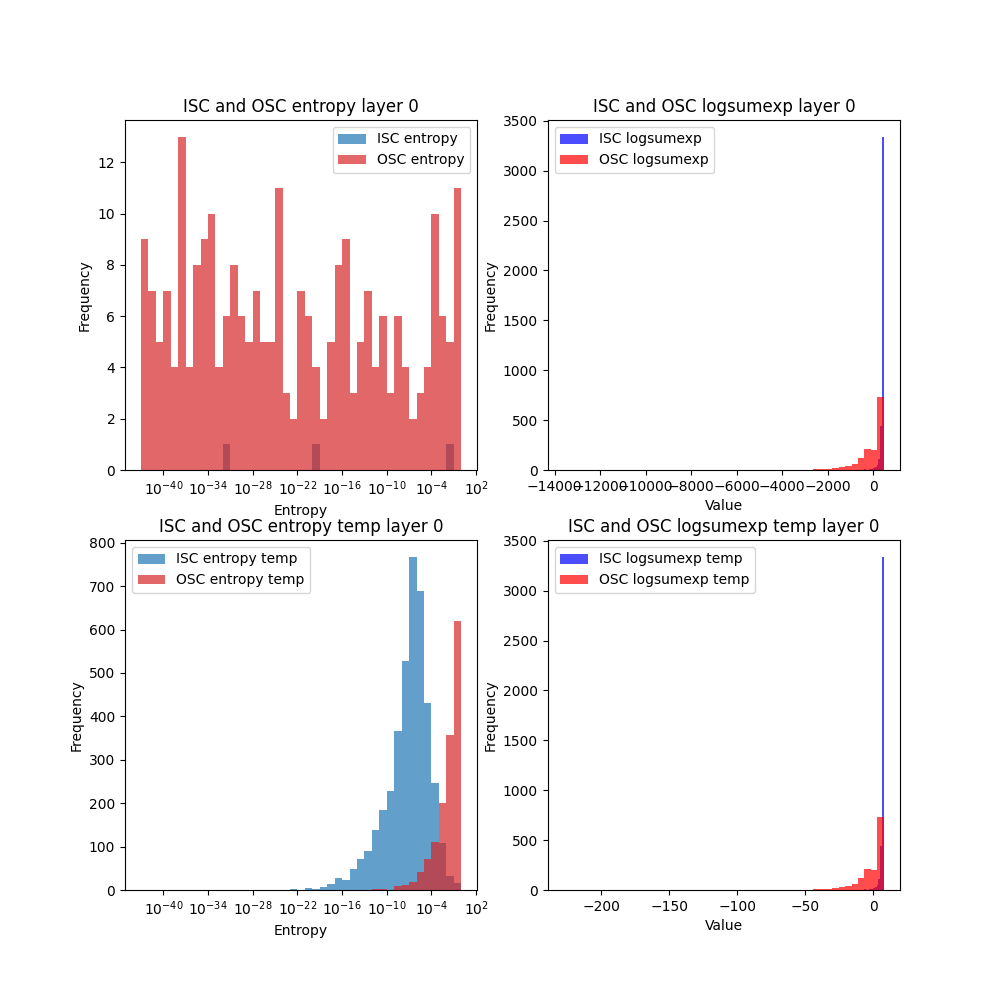 ISC and OSC entropy layer 0
ISC entropy
OSC entropy
Frequency
12
10
8
6
4
2
0
10^{-40} 10^{-34} 10^{-28} 10^{-22} 10^{-16} 10^{-10} 10^{-4} 10^{2}
Entropy
ISC and OSC logsumexp layer 0
ISC logsumexp
OSC logsumexp
Frequency
3500
3000
2500
2000
1500
1000
500
0
−14000 −12000 −10000 −8000 −6000 −4000 −2000 0
Value
ISC and OSC entropy temp layer 0
ISC entropy temp
OSC entropy temp
Frequency
800
700
600
500
400
300
200
100
0
10^{-40} 10^{-34} 10^{-28} 10^{-22} 10^{-16} 10^{-10} 10^{-4} 10^{2}
Entropy
ISC and OSC logsumexp temp layer 0
ISC logsumexp temp
OSC logsumexp temp
Frequency
3500
3000
2500
2000
1500
1000
500
0
−200 −150 −100 −50 0
Value